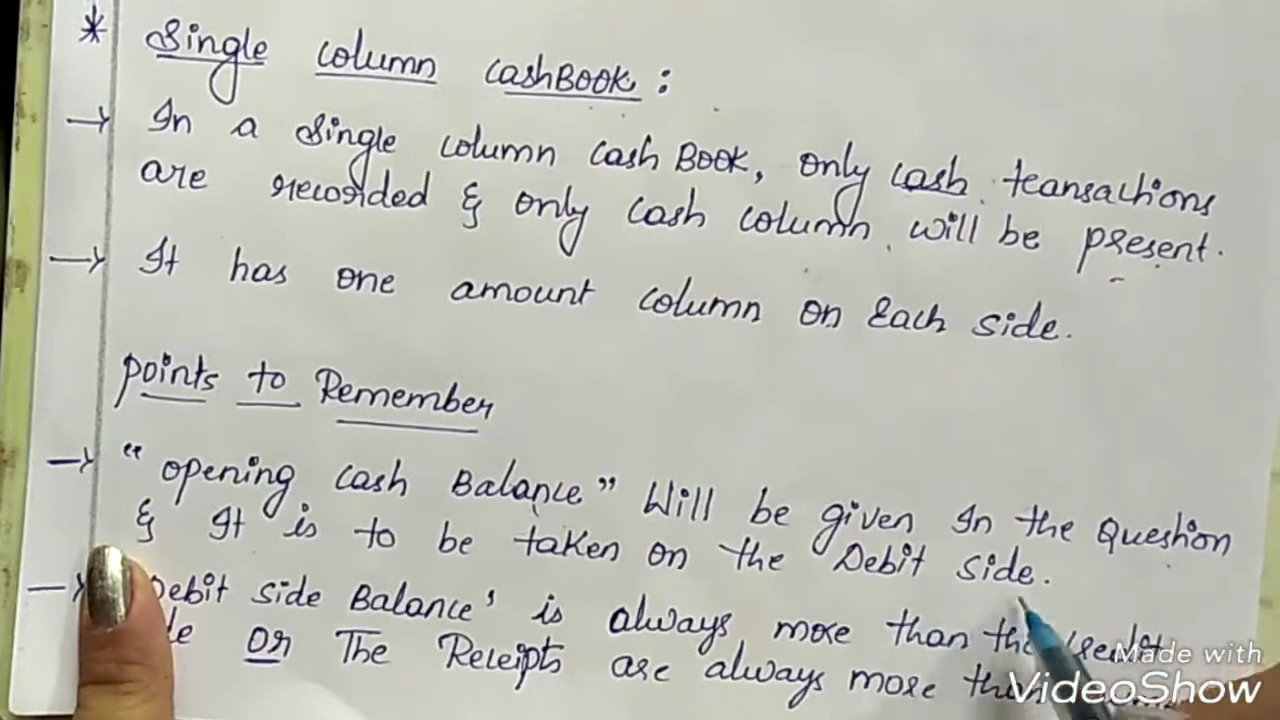 * Single column cashBook :
→ In a single column cash Book, only cash transactions
are recorded & only cash column will be present.
→ It has one amount column on Each side.
points to Remember
→ "opening cash Balance" Will be given In the Question
& It is to be taken on the Debit side.
→ Debit side Balance' is always more than the credit
or The Receipts are always more than
Made with
VideoShow